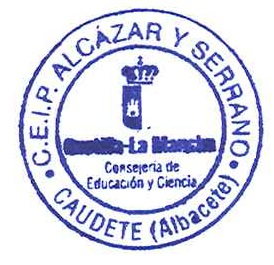 C.E.I.P. ALCÁZAR Y SERRANO
Castilla-La Mancha
Consejería de
Educación y Ciencia
CAUDETE (Albacete)